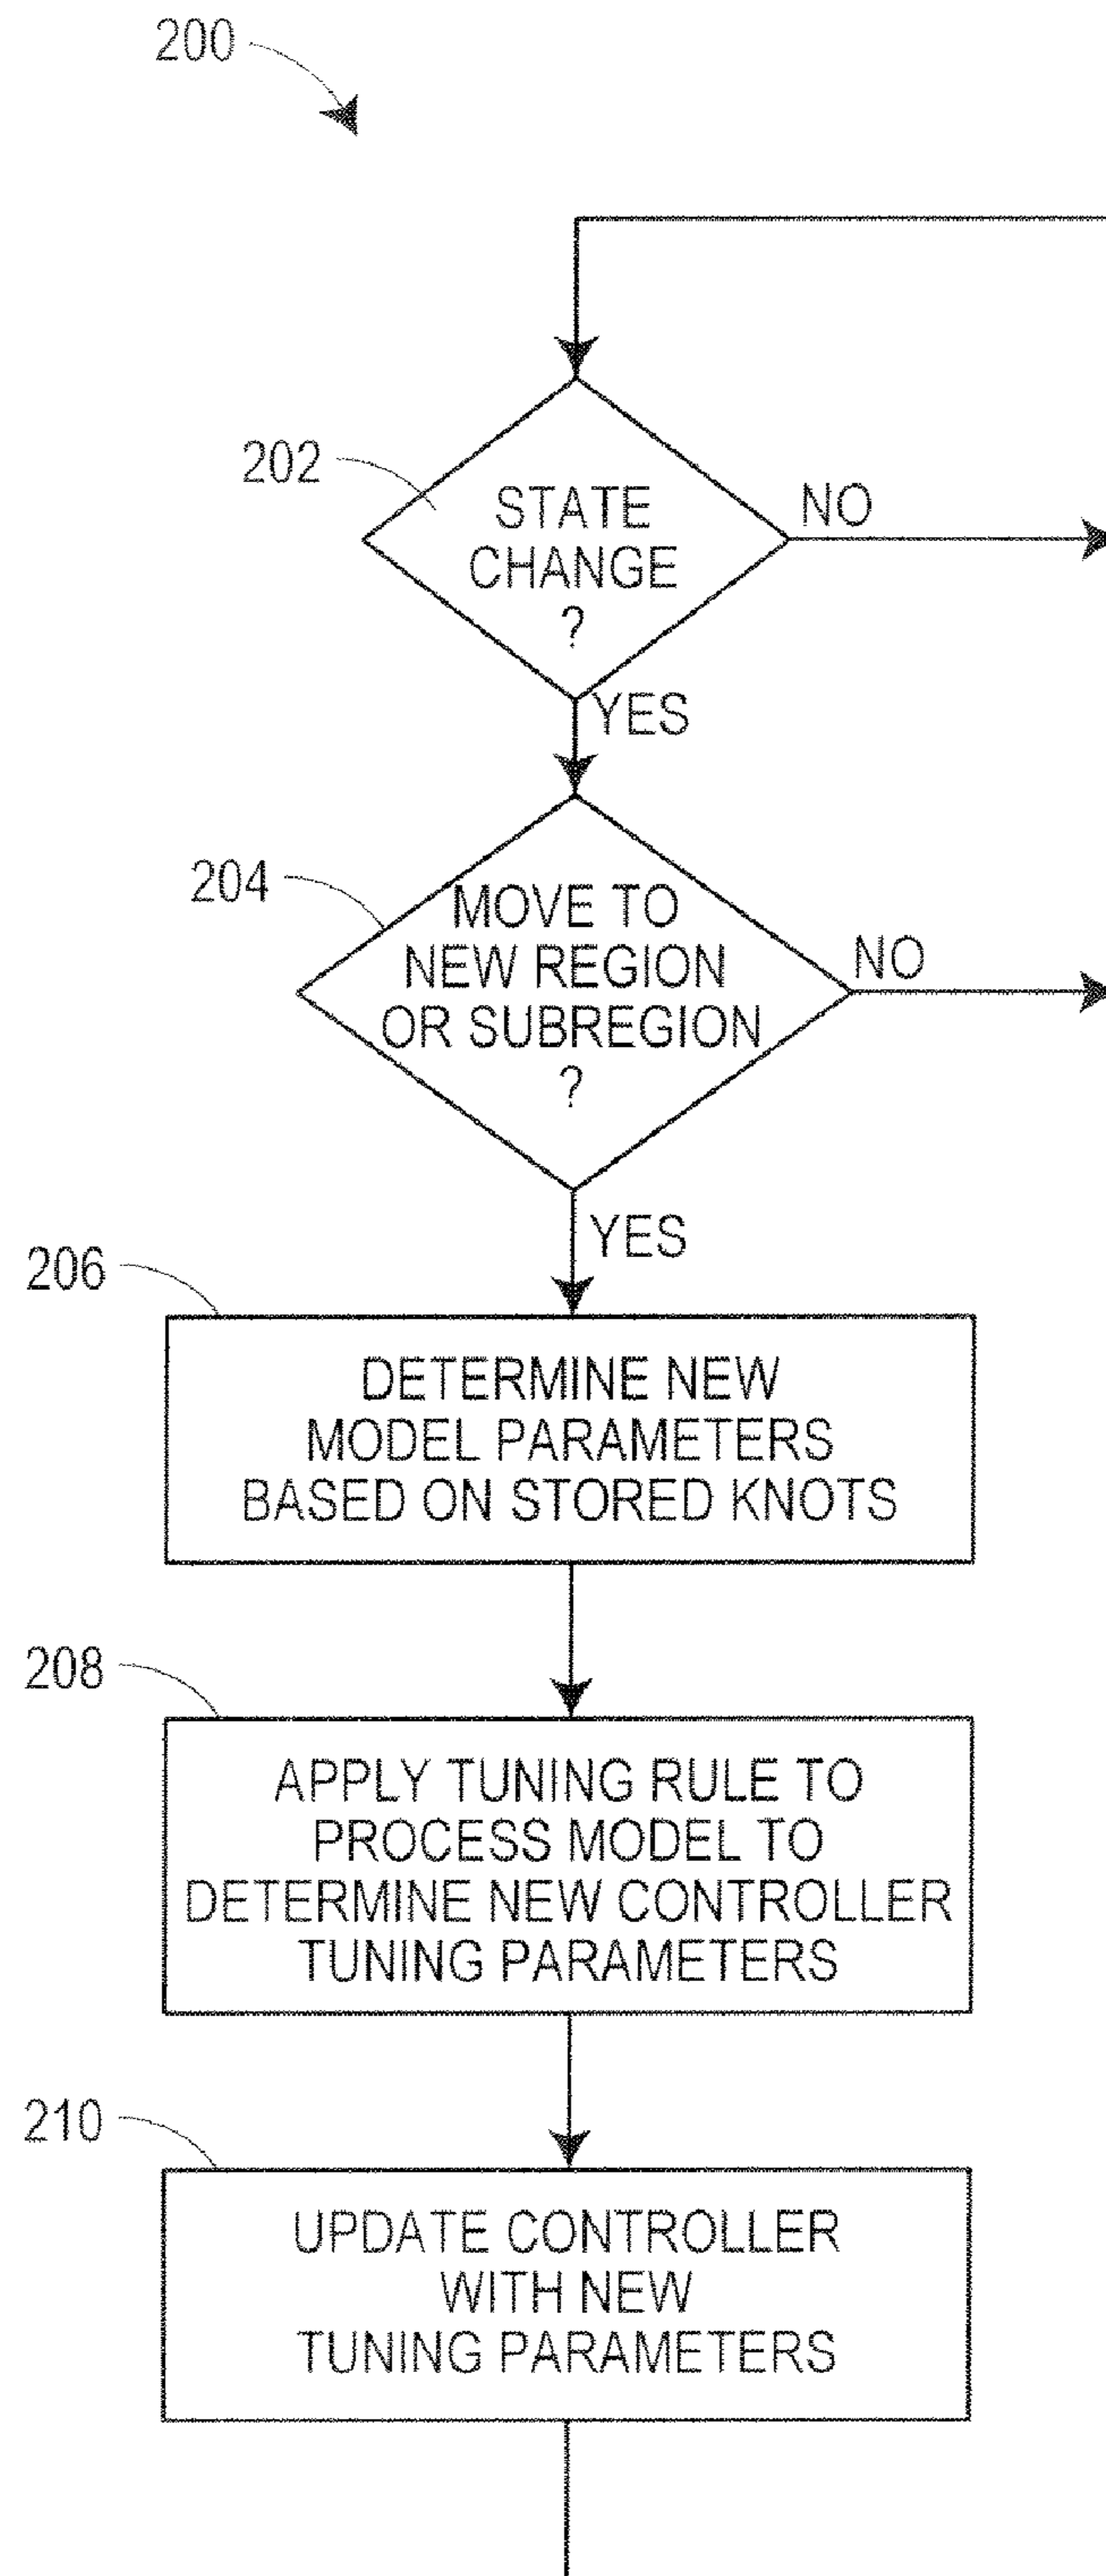 200
202
STATE
CHANGE
?
NO
YES
204
MOVE TO
NEW REGION
OR SUBREGION
?
NO
YES
206
DETERMINE NEW
MODEL PARAMETERS
BASED ON STORED KNOTS
208
APPLY TUNING RULE TO
PROCESS MODEL TO
DETERMINE NEW CONTROLLER
TUNING PARAMETERS
210
UPDATE CONTROLLER
WITH NEW
TUNING PARAMETERS